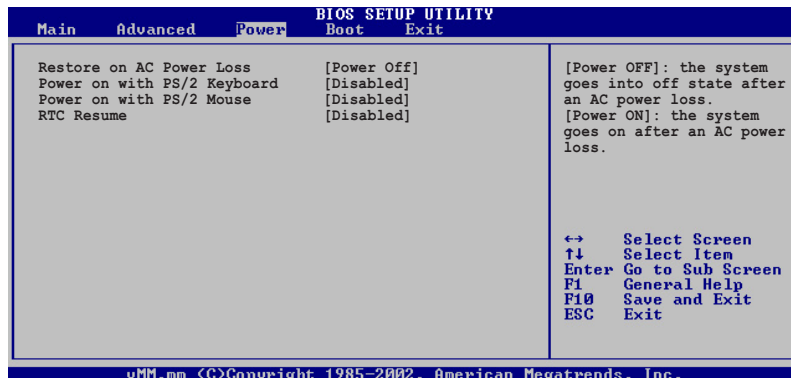 BIOS SETUP UTILITY
Main Advanced Power Boot Exit
Restore on AC Power Loss [Power Off]
Power on with PS/2 Keyboard [Disabled]
Power on with PS/2 Mouse [Disabled]
RTC Resume [Disabled]
[Power OFF]: the system
goes into off state after
an AC power loss.
[Power ON]: the system
goes on after an AC power
loss.
←→ Select Screen
↑↓ Select Item
Enter Go to Sub Screen
F1 General Help
F10 Save and Exit
ESC Exit
vMM.mm (C)Copyright 1985-2002, American Megatrends, Inc.